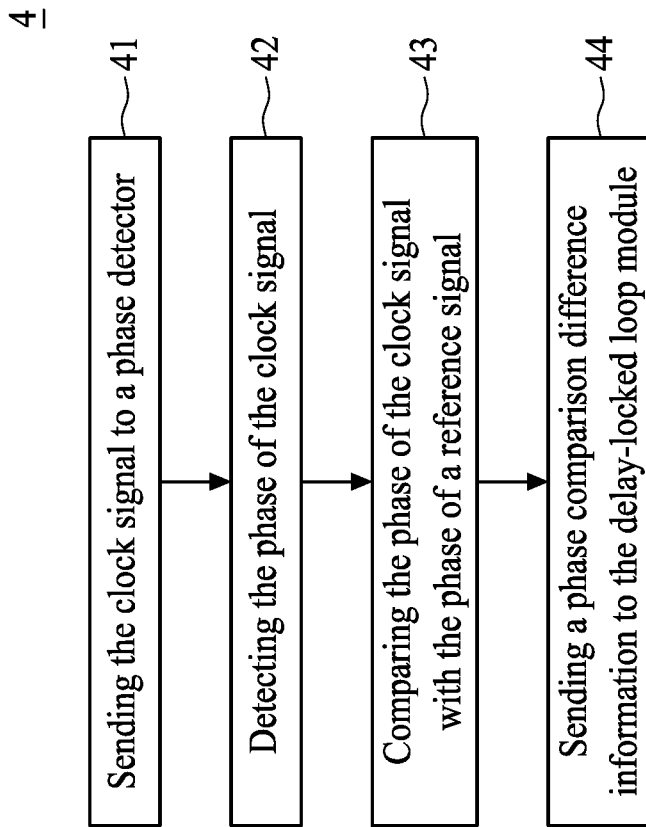 4
Sending the clock signal to a phase detector
41
Detecting the phase of the clock signal
42
Comparing the phase of the clock signal
with the phase of a reference signal
43
Sending a phase comparison difference
information to the delay-locked loop module
44